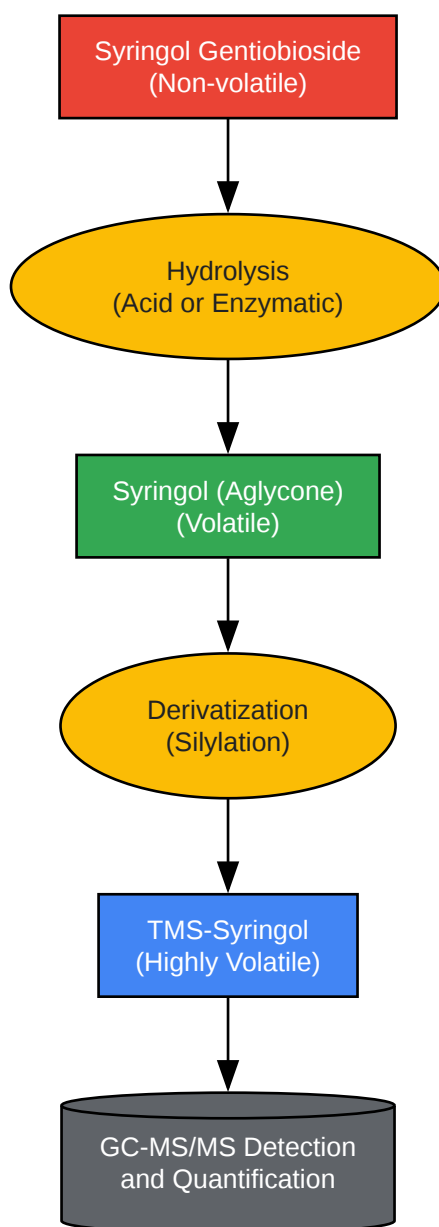 Syringol Gentiobioside
(Non-volatile)
Hydrolysis
(Acid or Enzymatic)
Syringol (Aglycone)
(Volatile)
Derivatization
(Silylation)
TMS-Syringol
(Highly Volatile)
GC-MS/MS Detection
and Quantification